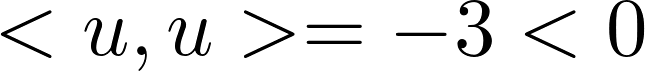 < u, u >= −3 < 0